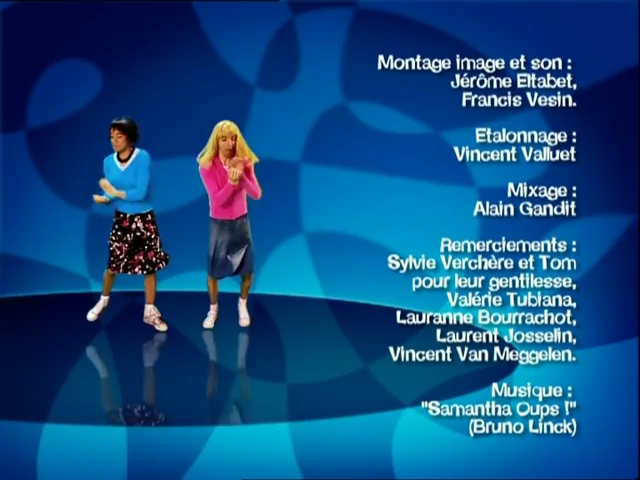 Montage image et son :
Jérôme Eltabet,
Francis Vesin.
Etalonnage :
Vincent Valluet
Mixage :
Alain Gandit
Remerciements :
Sylvie Verchère et Tom
pour leur gentilesse,
Valérie Tubiana,
Lauranne Bourrachot,
Laurent Josselin,
Vincent Van Meggelen.
Musique :
"Samantha Oups !"
(Bruno Linck)